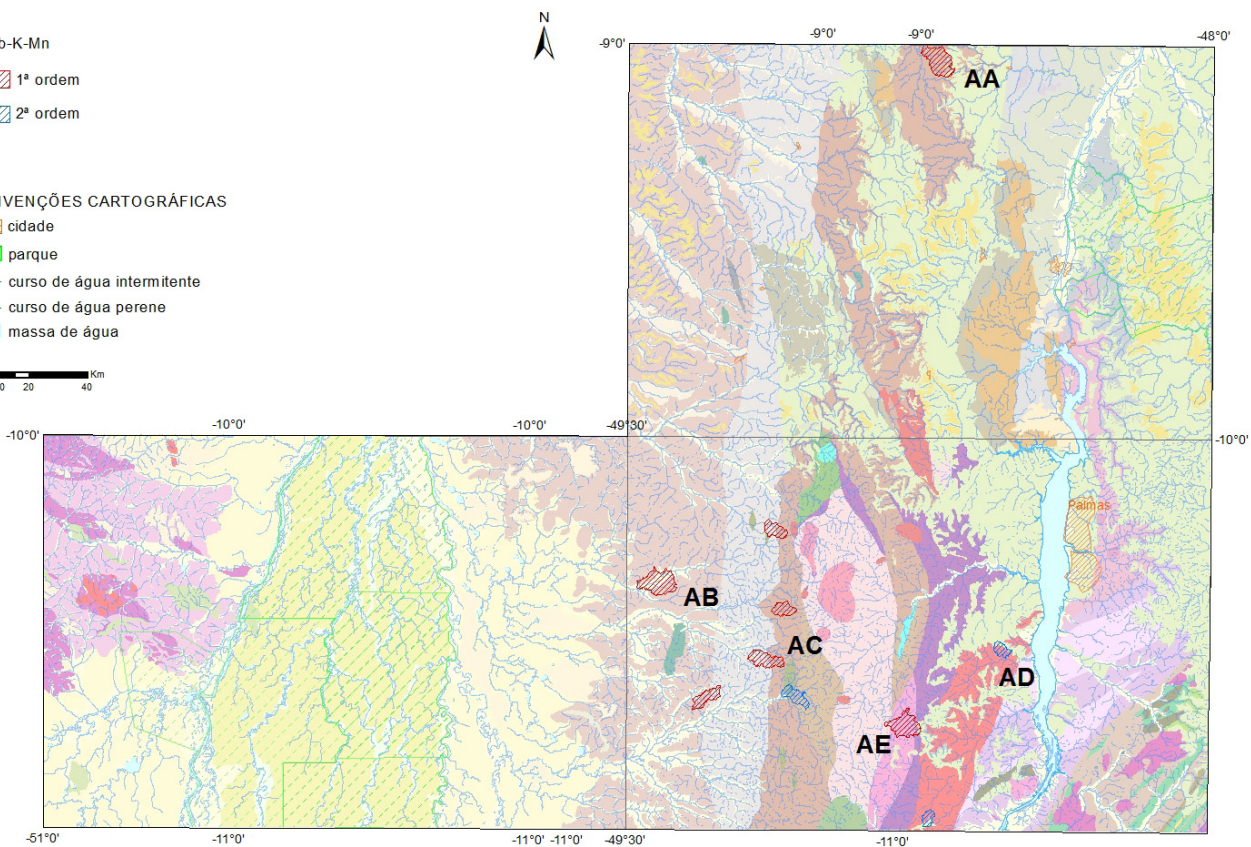 N
b-K-Mn
1ª ordem
2ª ordem
VENÇÕES CARTOGRÁFICAS
cidade
parque
curso de água intermitente
curso de água perene
massa de água
0 20 40 Km
-9°0' -9°0' -9°0' -48°0'
AA
-10°0' -10°0' -10°0' -49°30' -10°0'
Palmas
AB
AC
AD
AE
-51°0' -11°0' -11°0' -11°0' -49°30' -11°0'